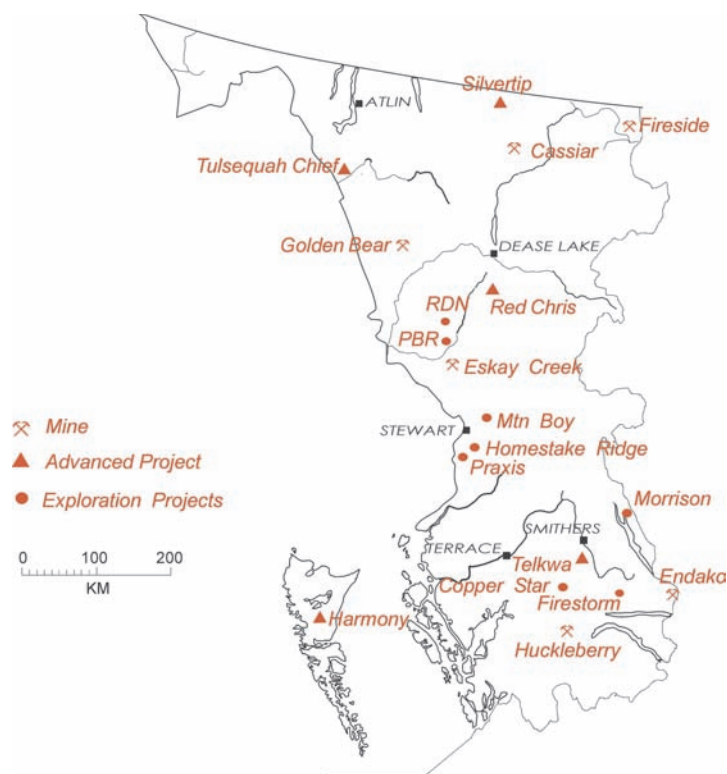 Silvertip
ATLIN
Fireside
Cassiar
Tulsequah Chief
Golden Bear
DEASE LAKE
Red Chris
RDN
PBR
Eskay Creek
Mtn Boy
STEWART
Homestake Ridge
Praxis
Mine
Advanced Project
Exploration Projects
0 100 200
KM
Morrison
SMITHERS
TERRACE
Telkwa
Endako
Copper Star
Firestorm
Harmony
Huckleberry